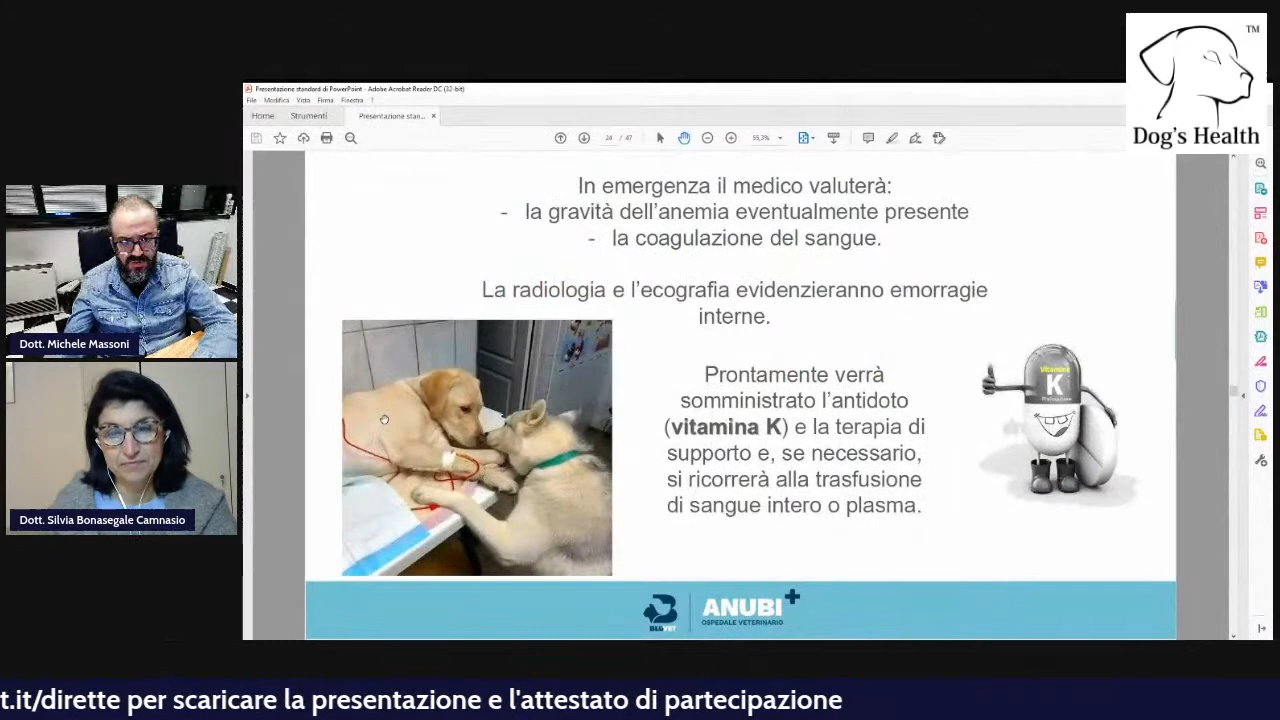 TM
Dog's Health
Presentazione standard di PowerPoint - Adobe Acrobat Reader DC (32-bit)
File Modifica Vista Firma Finestra ?
Home Strumenti Presentazione stan... ×
24 / 47 55,3%
In emergenza il medico valuterà:
- la gravità dell'anemia eventualmente presente
- la coagulazione del sangue.
La radiologia e l'ecografia evidenzieranno emorragie
interne.
Prontamente verrà
somministrato l'antidoto
(vitamina K) e la terapia di
supporto e, se necessario,
si ricorrerà alla trasfusione
di sangue intero o plasma.
Vitamina
K
BLUVET
ANUBI+
OSPEDALE VETERINARIO
Dott. Michele Massoni
Dott. Silvia Bonasegale Camnasio
t.it/dirette per scaricare la presentazione e l'attestato di partecipazione